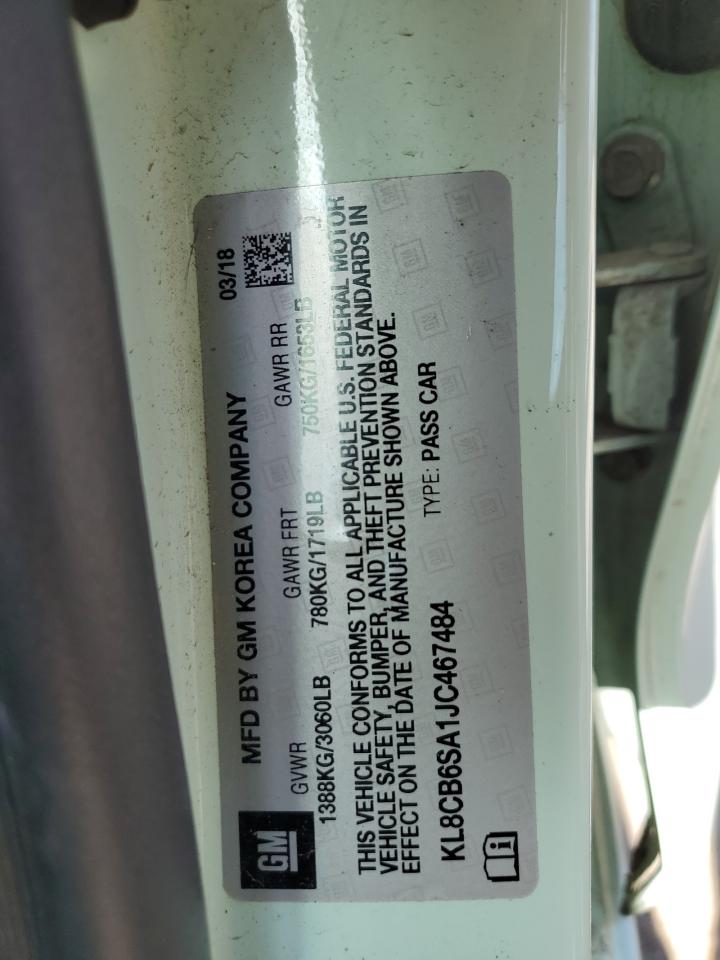 GM
MFD BY GM KOREA COMPANY 03/18
GVWR GAWR FRT GAWR RR
1388KG/3060LB 780KG/1719LB 750KG/1653LB
THIS VEHICLE CONFORMS TO ALL APPLICABLE U.S. FEDERAL MOTOR
VEHICLE SAFETY, BUMPER, AND THEFT PREVENTION STANDARDS IN
EFFECT ON THE DATE OF MANUFACTURE SHOWN ABOVE.
KL8CB6SA1JC467484 TYPE: PASS CAR